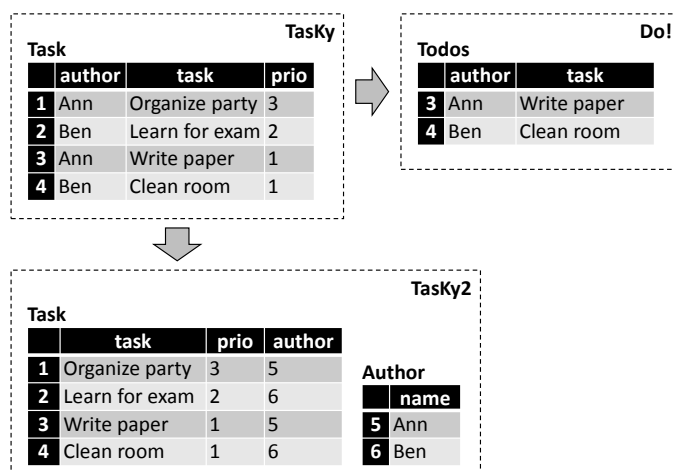 TasKy
Task
author task prio
1 Ann Organize party 3
2 Ben Learn for exam 2
3 Ann Write paper 1
4 Ben Clean room 1
Do!
Todos
author task
3 Ann Write paper
4 Ben Clean room
TasKy2
Task
task prio author
1 Organize party 3 5
2 Learn for exam 2 6
3 Write paper 1 5
4 Clean room 1 6
Author
name
5 Ann
6 Ben